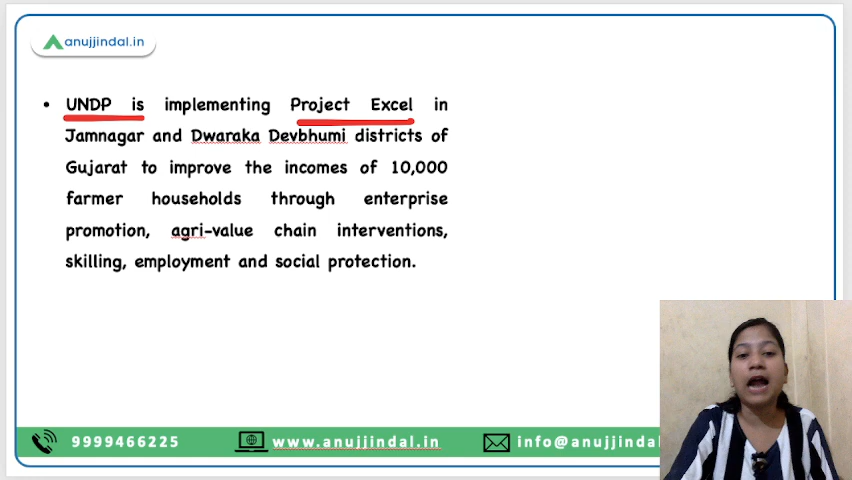 anujjindal.in
• UNDP is implementing Project Excel in
Jamnagar and Dwaraka Devbhumi districts of
Gujarat to improve the incomes of 10,000
farmer households through enterprise
promotion, agri-value chain interventions,
skilling, employment and social protection.
9999466225 www.anujjindal.in info@anujjindal